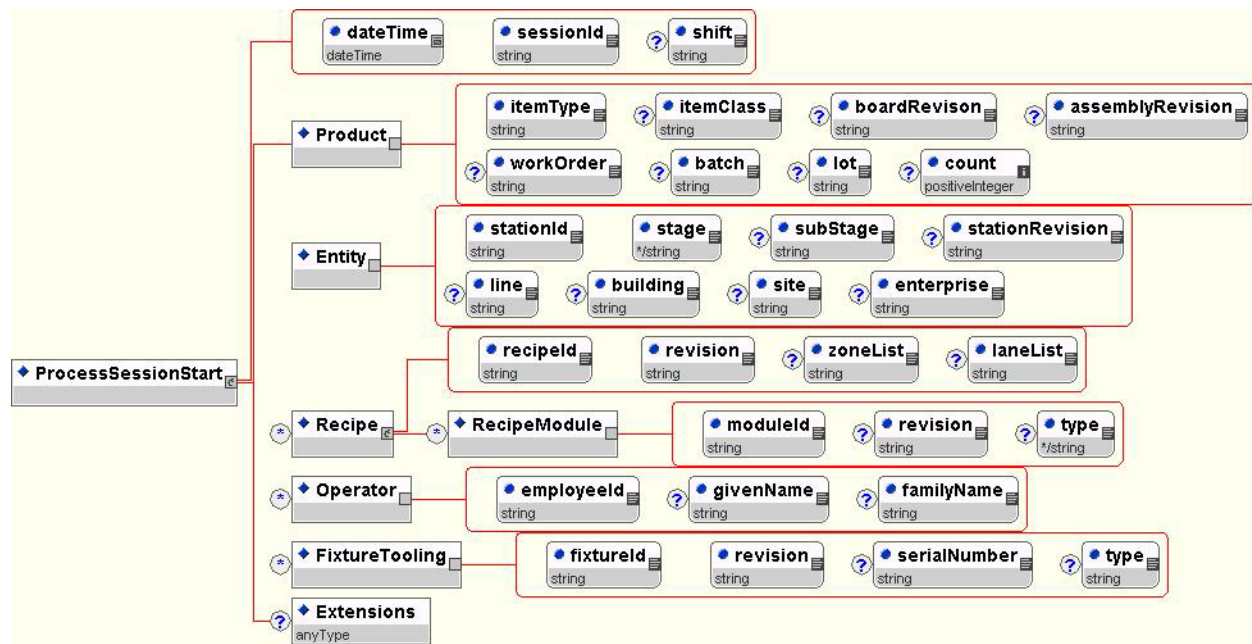 dateTime sessionId ? shift
dateTime string string
itemType ? itemClass ? boardRevison ? assemblyRevision
string string string string
Product
? workOrder ? batch ? lot ? count
string string string positiveInteger
stationId stage ? subStage ? stationRevision
string */string string string
Entity
? line ? building ? site ? enterprise
string string string string
recipeId revision ? zoneList ? laneList
string string string string
ProcessSessionStart
* Recipe * RecipeModule moduleId ? revision ? type
string string */string
* Operator employeeId ? givenName ? familyName
string string string
* FixtureTooling fixtureId revision ? serialNumber ? type
string string string string
? Extensions
anyType